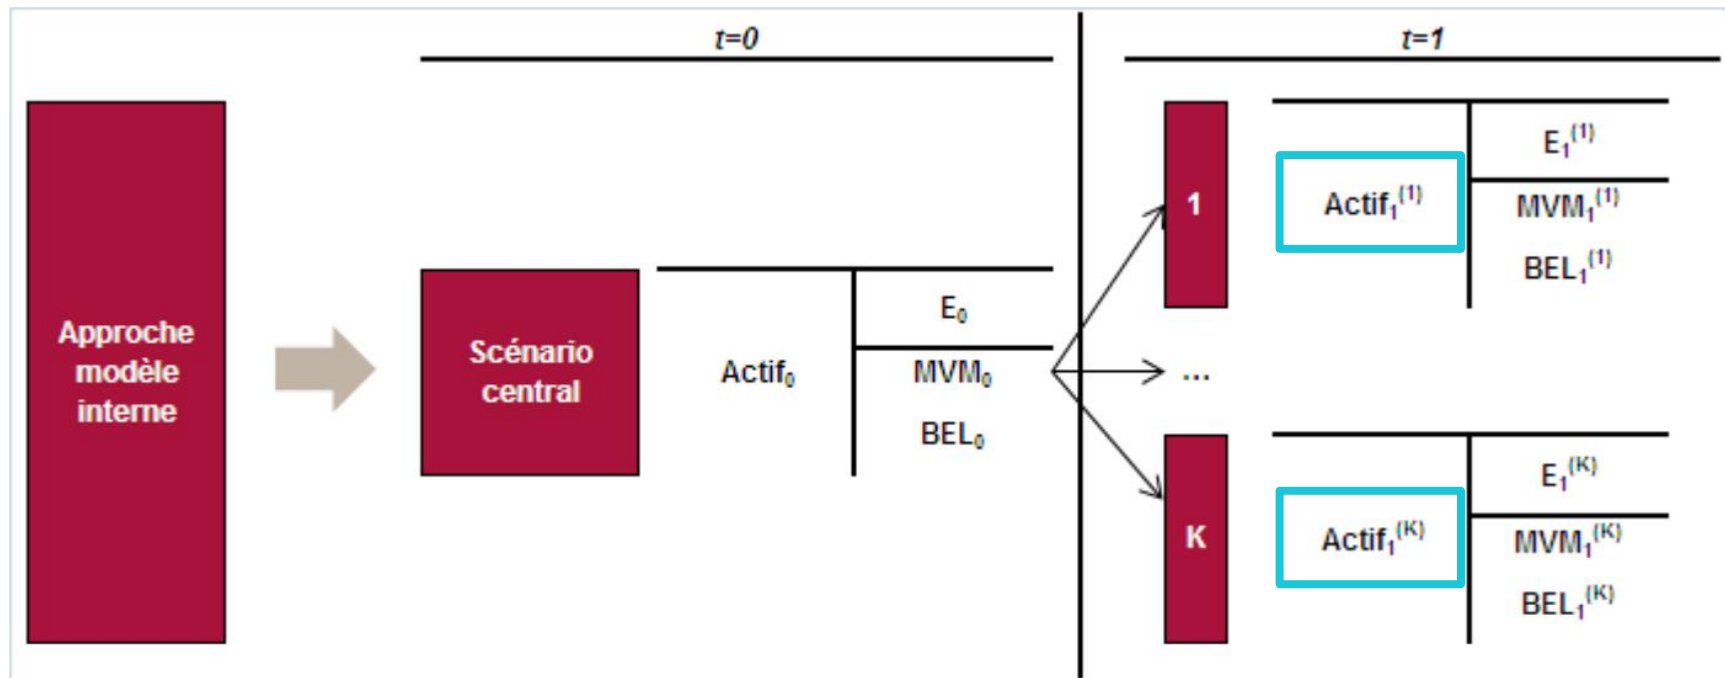 t=0
t=1
Approche
modèle
interne
Scénario
central
Actif₀
E₀
MVM₀
BEL₀
1
Actif₁⁽¹⁾
E₁⁽¹⁾
MVM₁⁽¹⁾
BEL₁⁽¹⁾
...
K
Actif₁⁽ᴷ⁾
E₁⁽ᴷ⁾
MVM₁⁽ᴷ⁾
BEL₁⁽ᴷ⁾